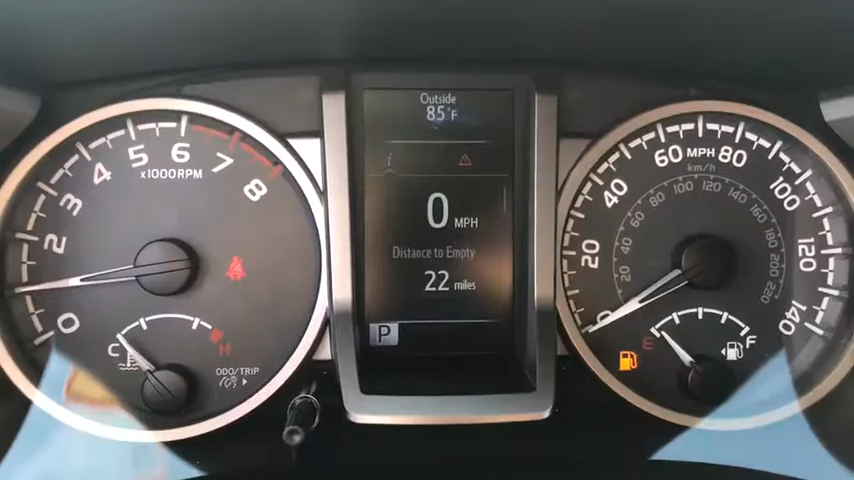 0
1
2
3
4
5
6
7
8
x1000RPM
C
H
ODO/TRIP
Outside
85°F
i
0 MPH
Distance to Empty
22 miles
P
0
20
40
60 MPH 80
100
120
140
km/h
20
40
60
80
100
120
140
160
180
200
220
E
F